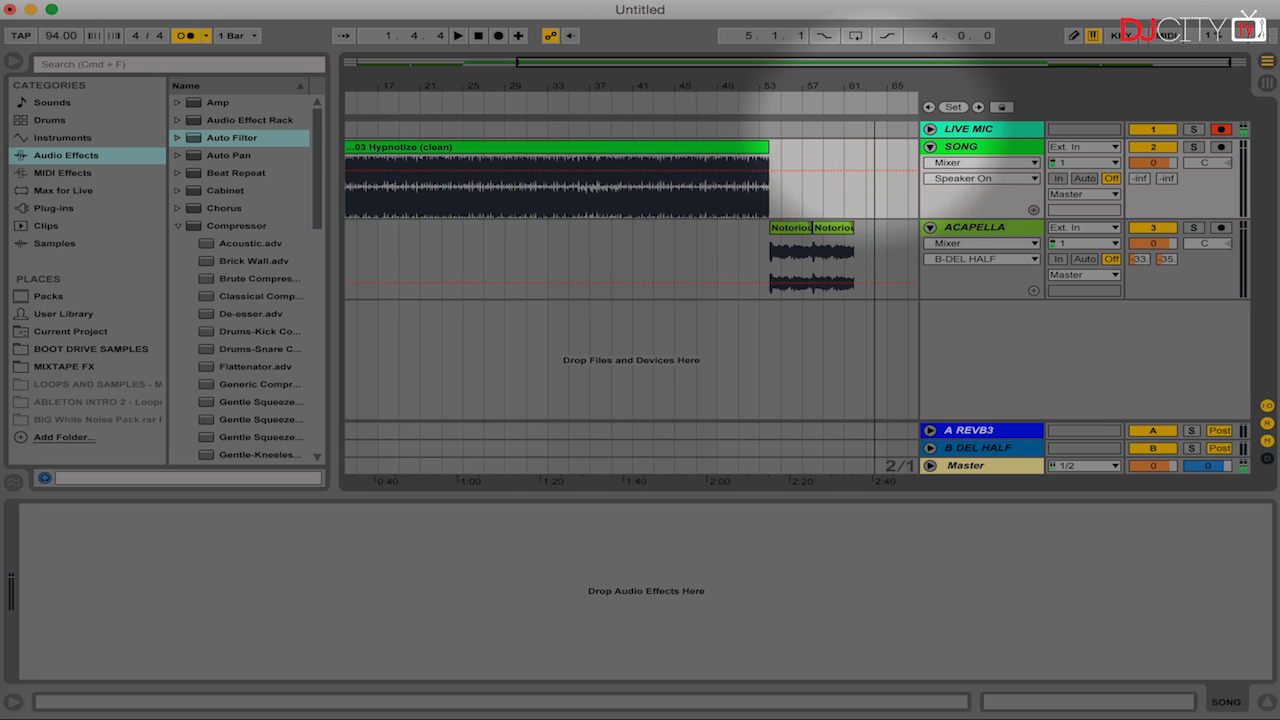 Untitled
TAP 94.00 4 / 4 1 Bar 1. 4. 4 5. 1. 1 4. 0. 0 KEY MIDI
DJCITY TV
Search (Cmd + F)
CATEGORIES
Sounds
Drums
Instruments
Audio Effects
MIDI Effects
Max for Live
Plug-ins
Clips
Samples
PLACES
Packs
User Library
Current Project
BOOT DRIVE SAMPLES
MIXTAPE FX
LOOPS AND SAMPLES - M
ABLETON INTRO 2 - Loop
BIG White Noise Pack.rar
Add Folder...
Name
Amp
Audio Effect Rack
Auto Filter
Auto Pan
Beat Repeat
Cabinet
Chorus
Compressor
Acoustic.adv
Brick Wall.adv
Brute Compres...
Classical Comp...
De-esser.adv
Drums-Kick Co...
Drums-Snare C...
Flattenator.adv
Generic Compr...
Gentle Squeeze...
Gentle Squeeze...
Gentle Squeeze...
Gentle-Kneeles...
17 21 25 29 33 37 41 45 49 53 57 61 65
Set
...03 Hypnotize (clean)
Notoriou Notoriou
Drop Files and Devices Here
2/1
0:40 1:00 1:20 1:40 2:00 2:20 2:40
LIVE MIC 1 S
SONG Ext. In 2 S
Mixer 1 0 C
Speaker On In Auto Off -inf -inf
Master
ACAPELLA Ext. In 3 S
Mixer 1 0 C
B-DEL HALF In Auto Off -33. -35.
Master
A REVB3 A S Post
B DEL HALF B S Post
Master 1/2 0 0
I·O
R
M
D
Drop Audio Effects Here
SONG